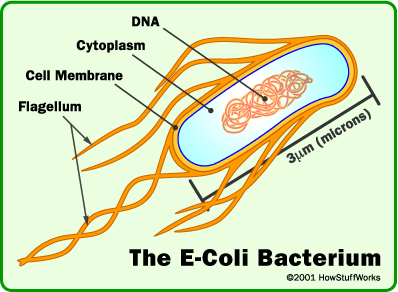 DNA
Cytoplasm
Cell Membrane
Flagellum
3µm (microns)
The E-Coli Bacterium
©2001 HowStuffWorks